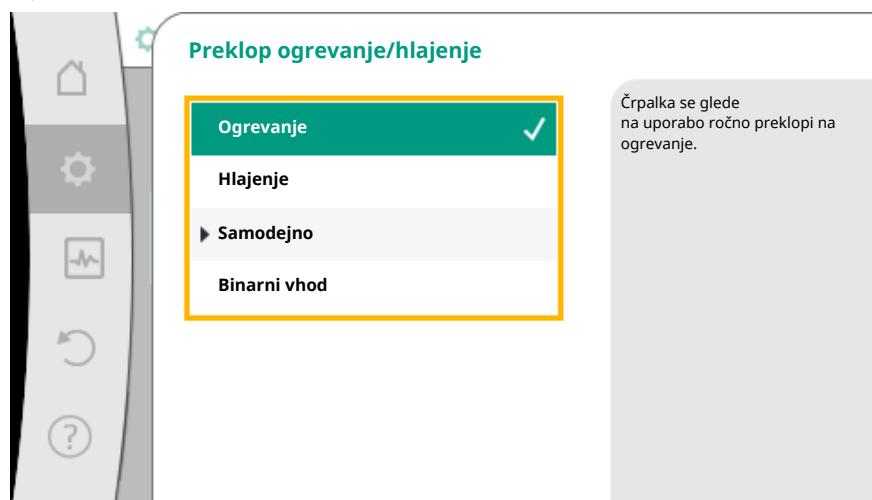 Preklop ogrevanje/hlajenje
Ogrevanje
Hlajenje
Samodejno
Binarni vhod
Črpalka se glede
na uporabo ročno preklopi na
ogrevanje.
?